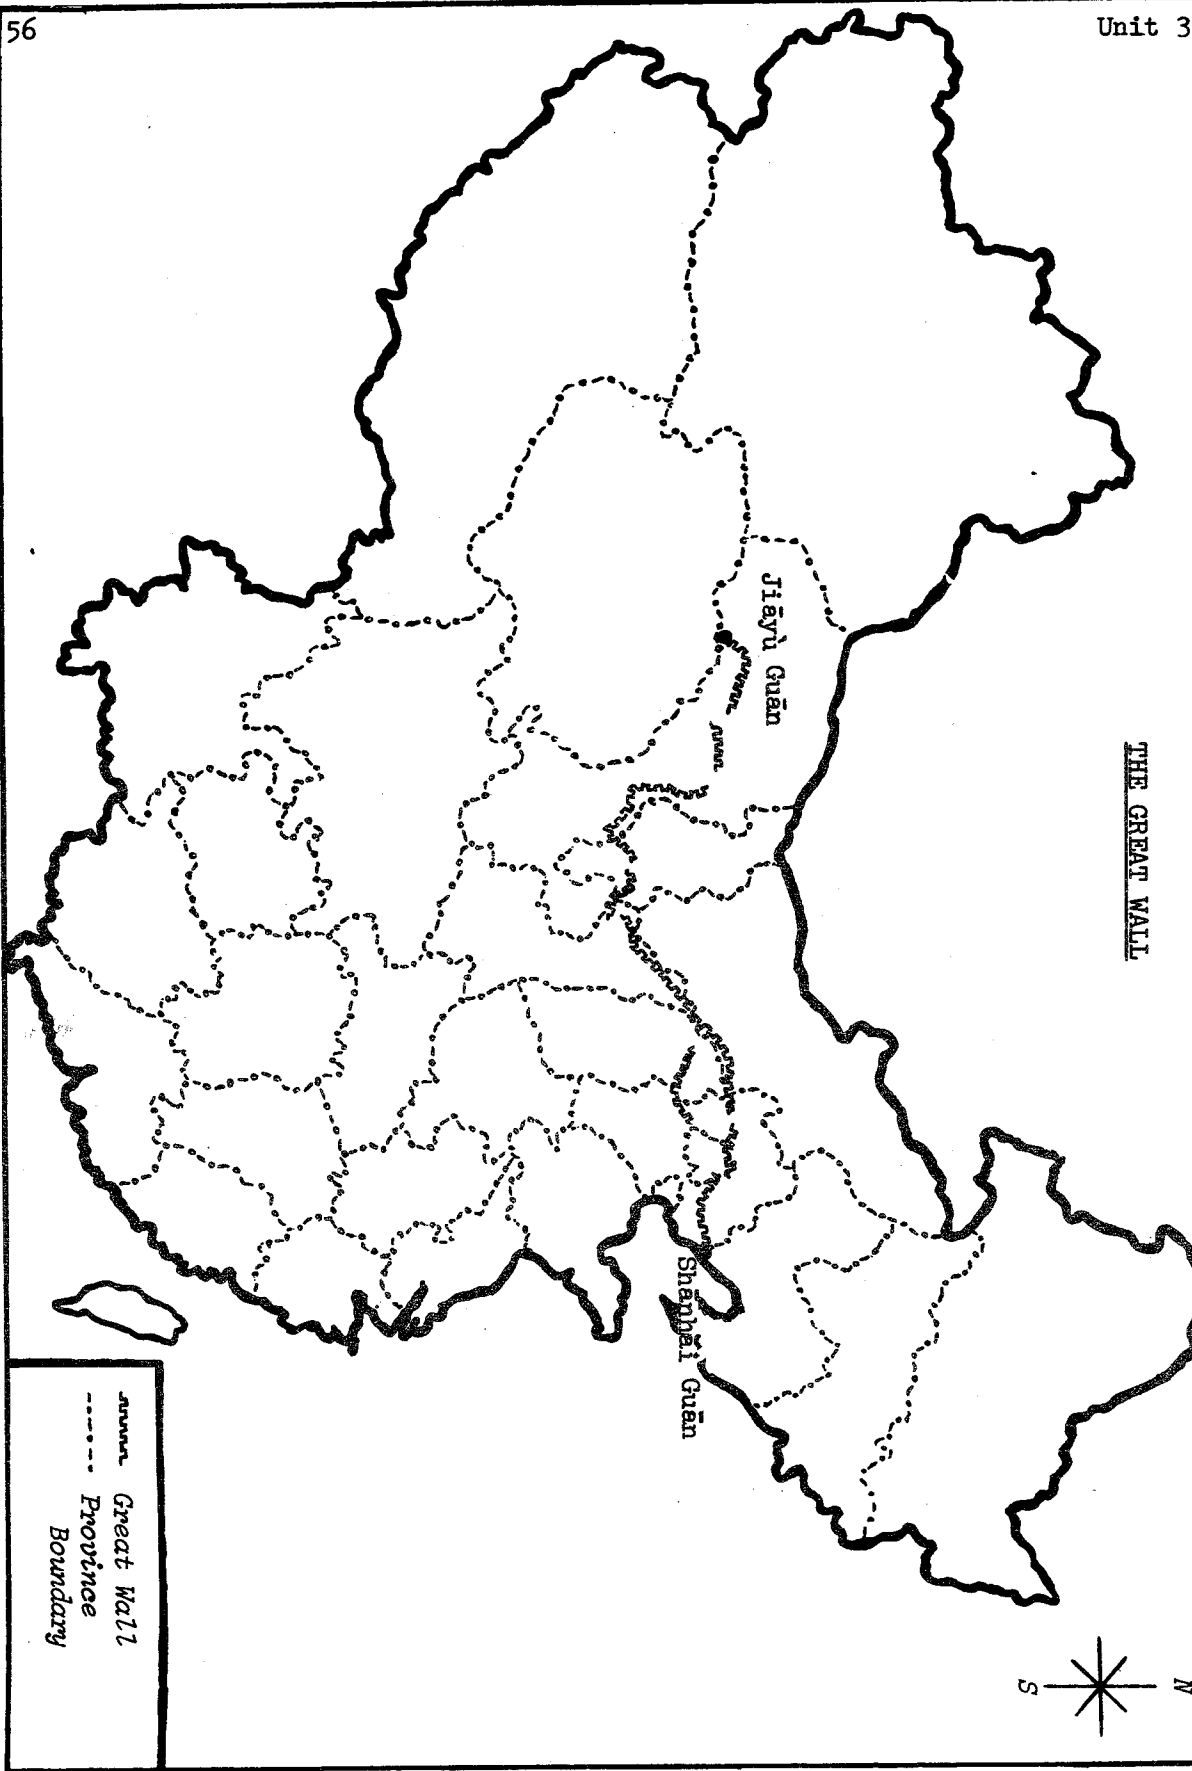 56
Unit 3
THE GREAT WALL
Jiāyù Guān
Shānhǎi Guān
N
S
Great Wall
Province
Boundary